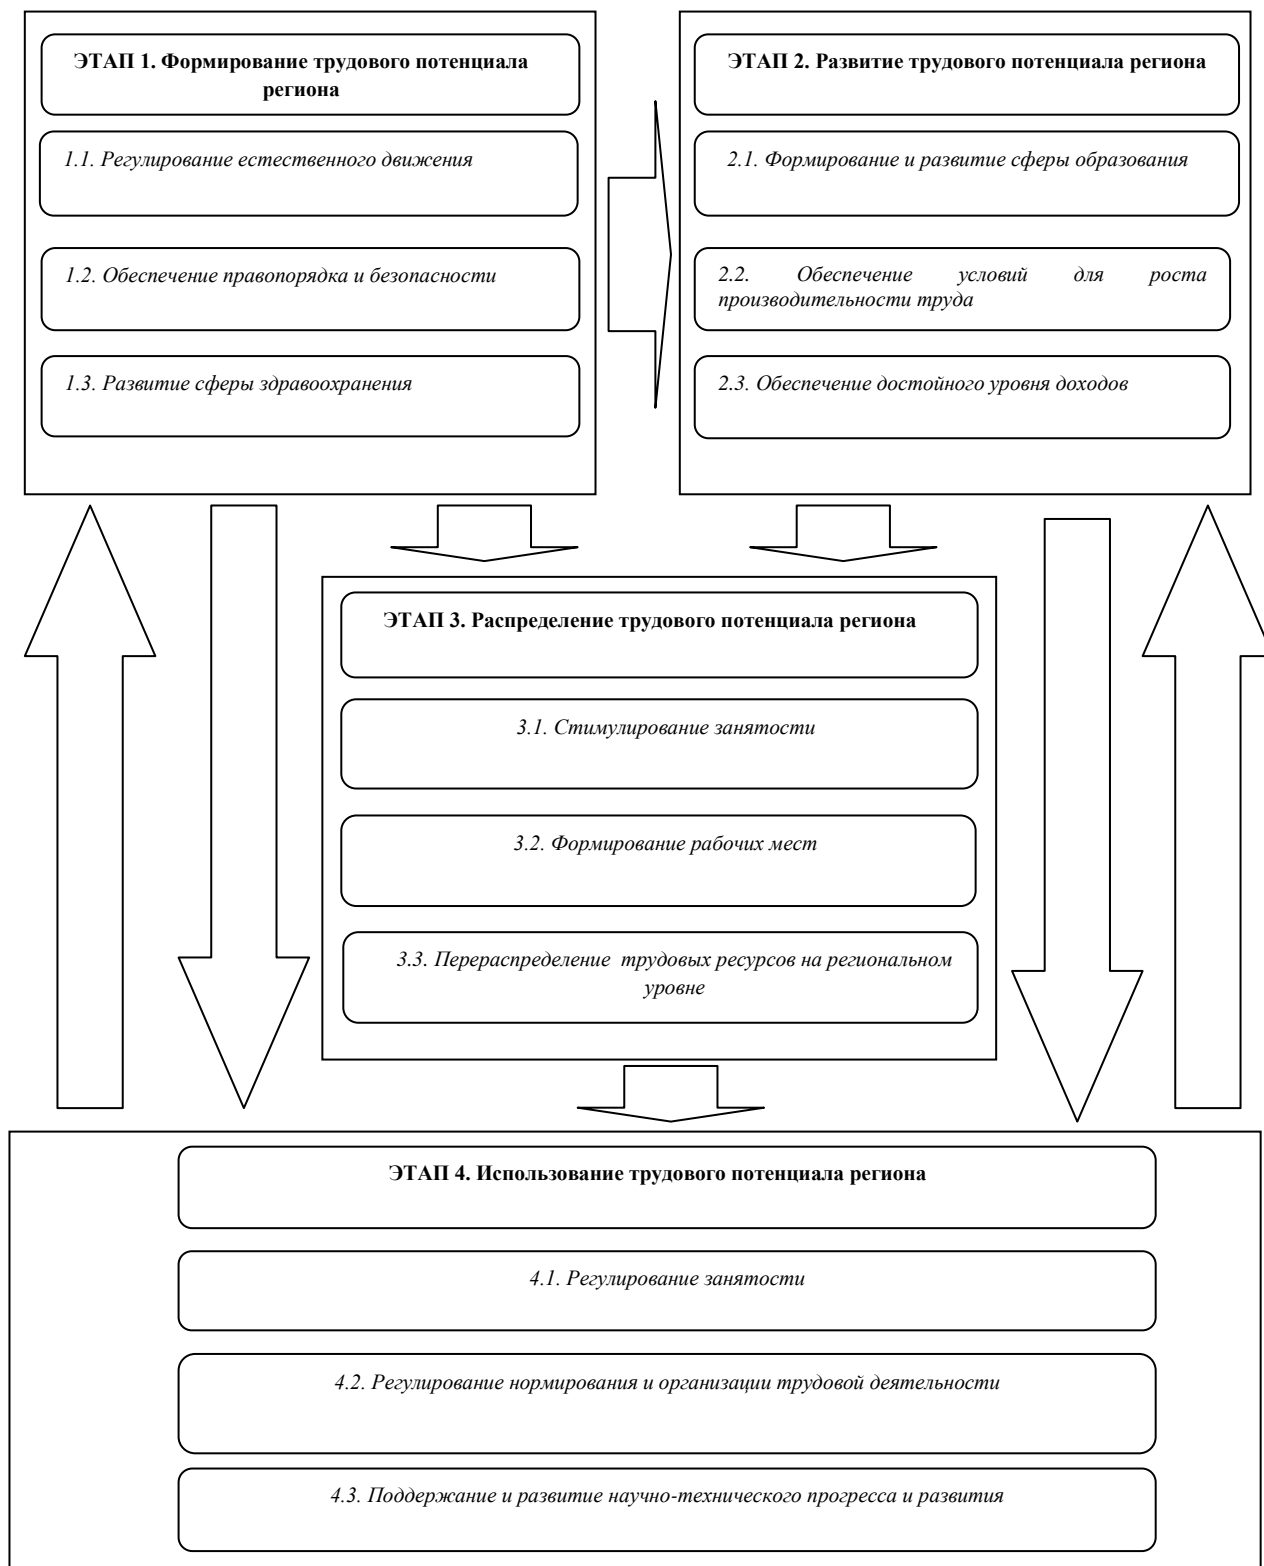 ЭТАП 1. Формирование трудового потенциала
региона
1.1. Регулирование естественного движения
1.2. Обеспечение правопорядка и безопасности
1.3. Развитие сферы здравоохранения
ЭТАП 2. Развитие трудового потенциала региона
2.1. Формирование и развитие сферы образования
2.2. Обеспечение условий для роста
производительности труда
2.3. Обеспечение достойного уровня доходов
ЭТАП 3. Распределение трудового потенциала региона
3.1. Стимулирование занятости
3.2. Формирование рабочих мест
3.3. Перераспределение трудовых ресурсов на региональном
уровне
ЭТАП 4. Использование трудового потенциала региона
4.1. Регулирование занятости
4.2. Регулирование нормирования и организации трудовой деятельности
4.3. Поддержание и развитие научно-технического прогресса и развития